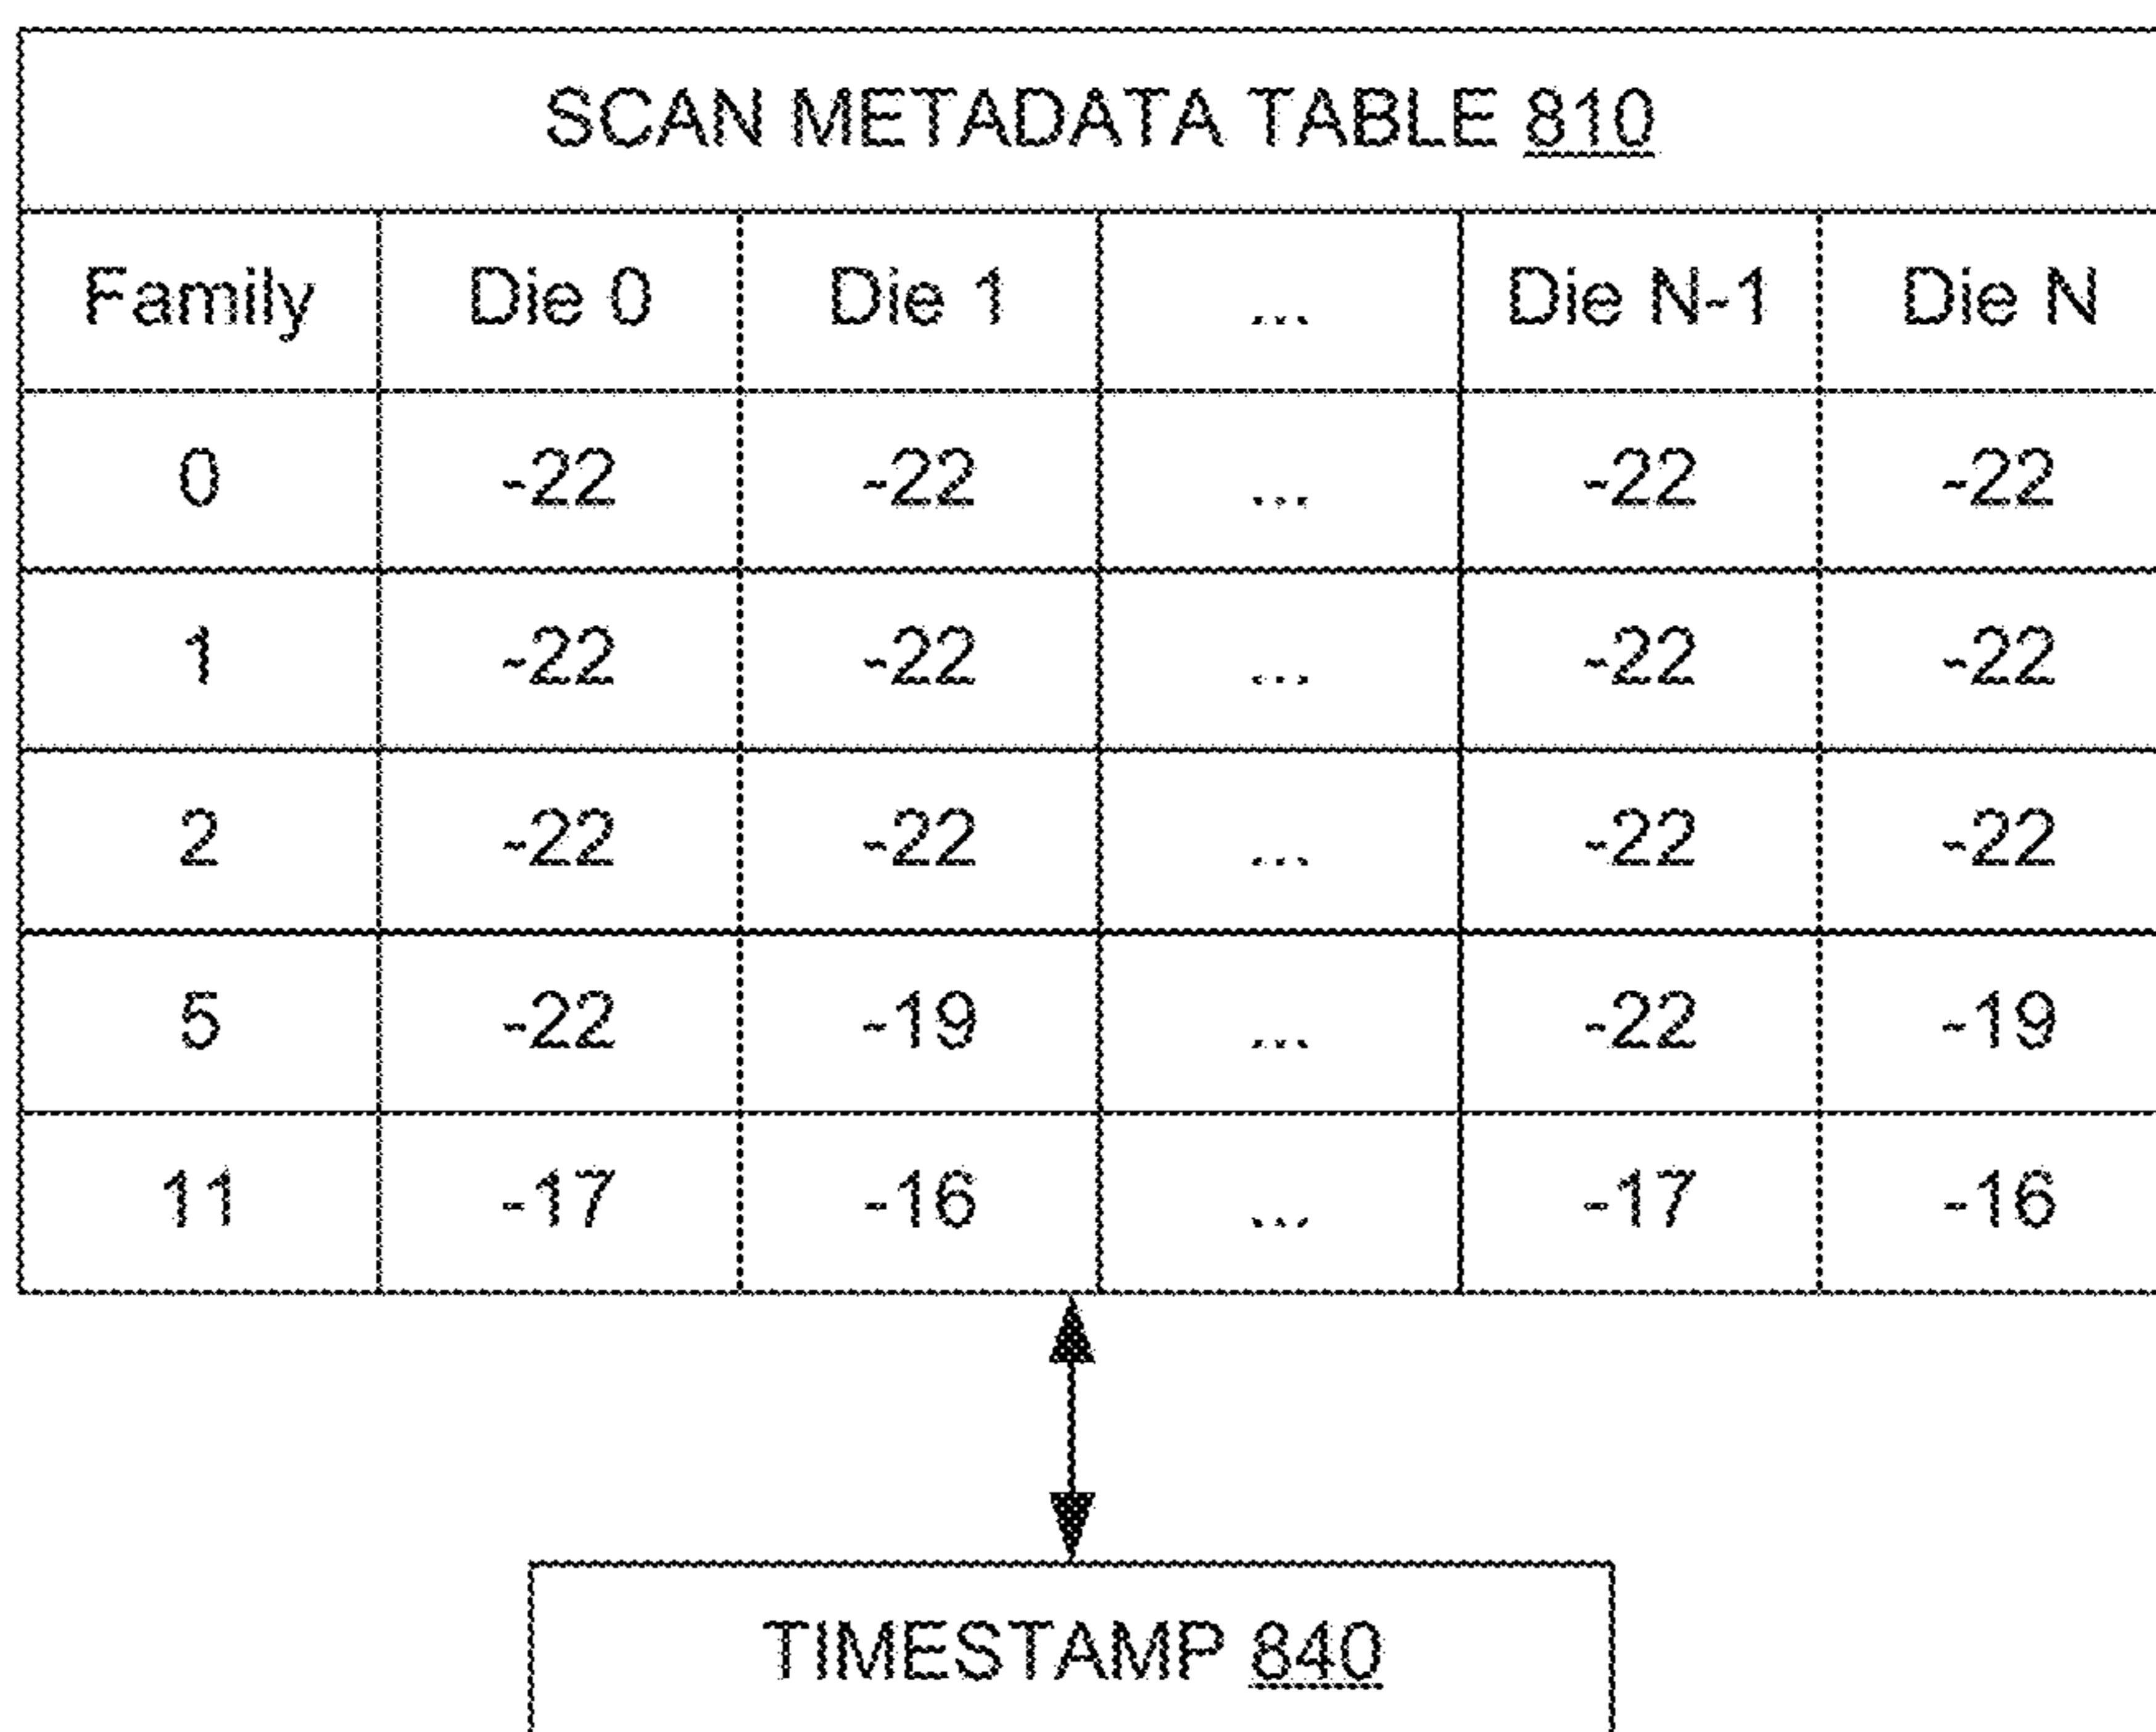 SCAN METADATA TABLE 810
Family Die 0 Die 1 ... Die N-1 Die N
0 -22 -22 ... -22 -22
1 -22 -22 ... -22 -22
2 -22 -22 ... -22 -22
5 -22 -19 ... -22 -19
11 -17 -16 ... -17 -16
TIMESTAMP 840